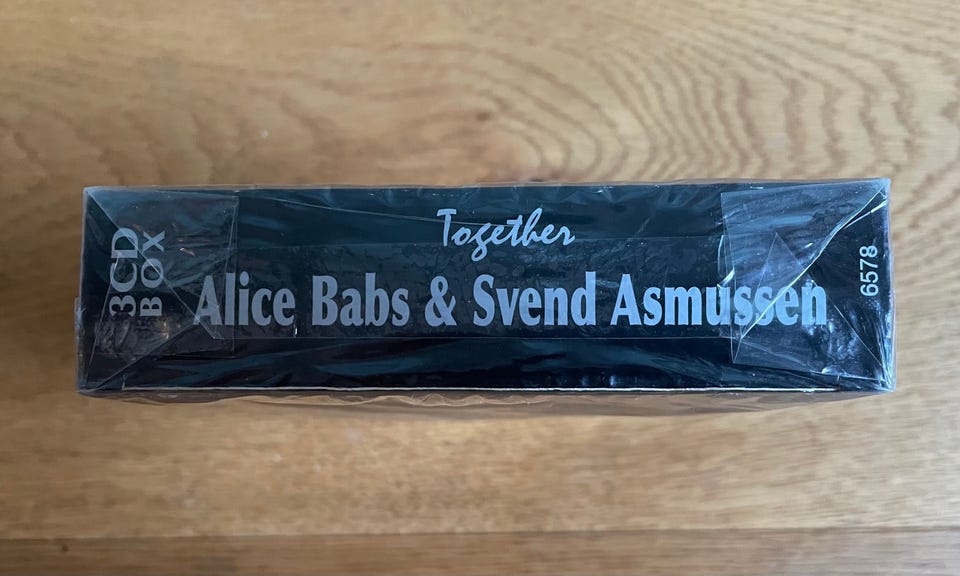 3CD
BOX
Together
Alice Babs & Svend Asmussen
6578